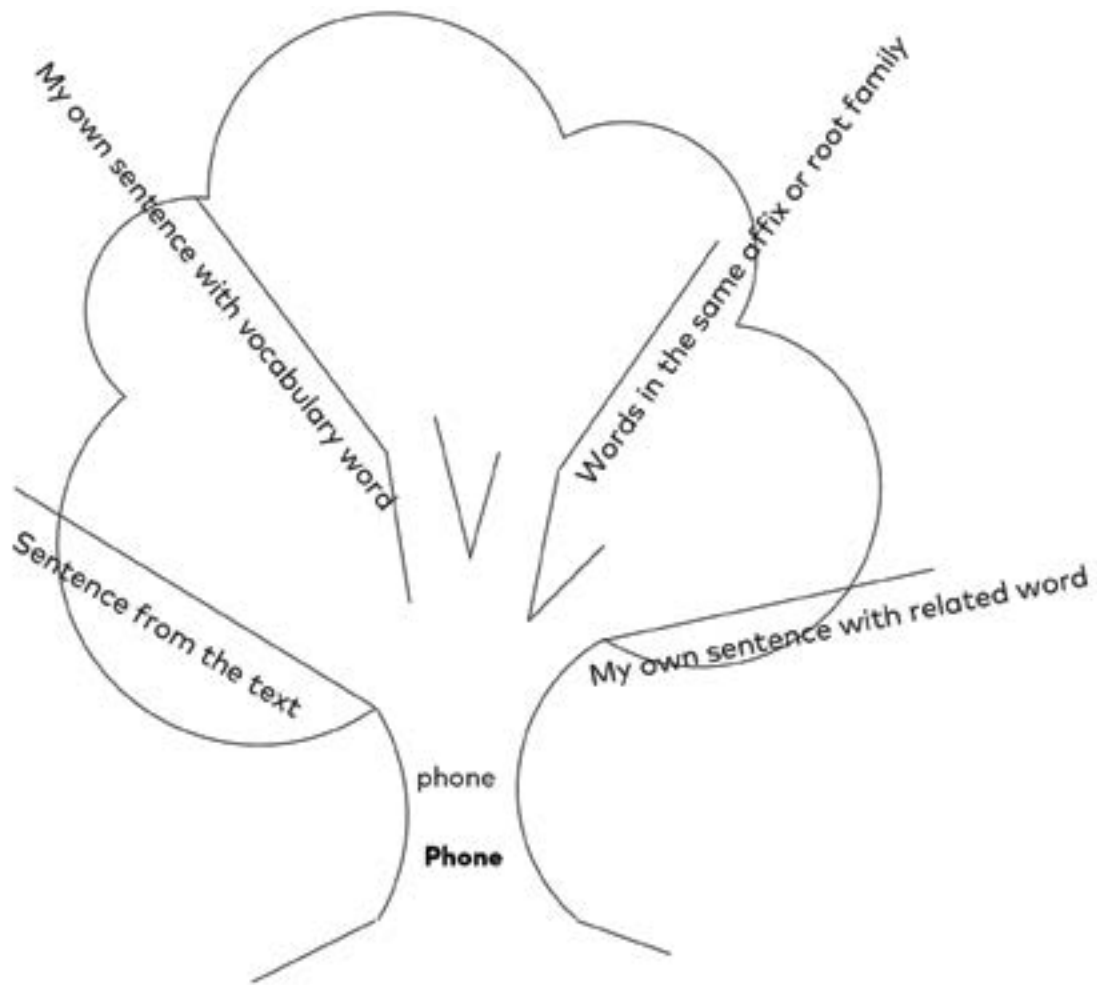 My own sentence with vocabulary word
Words in the same affix or root family
Sentence from the text
My own sentence with related word
phone
Phone